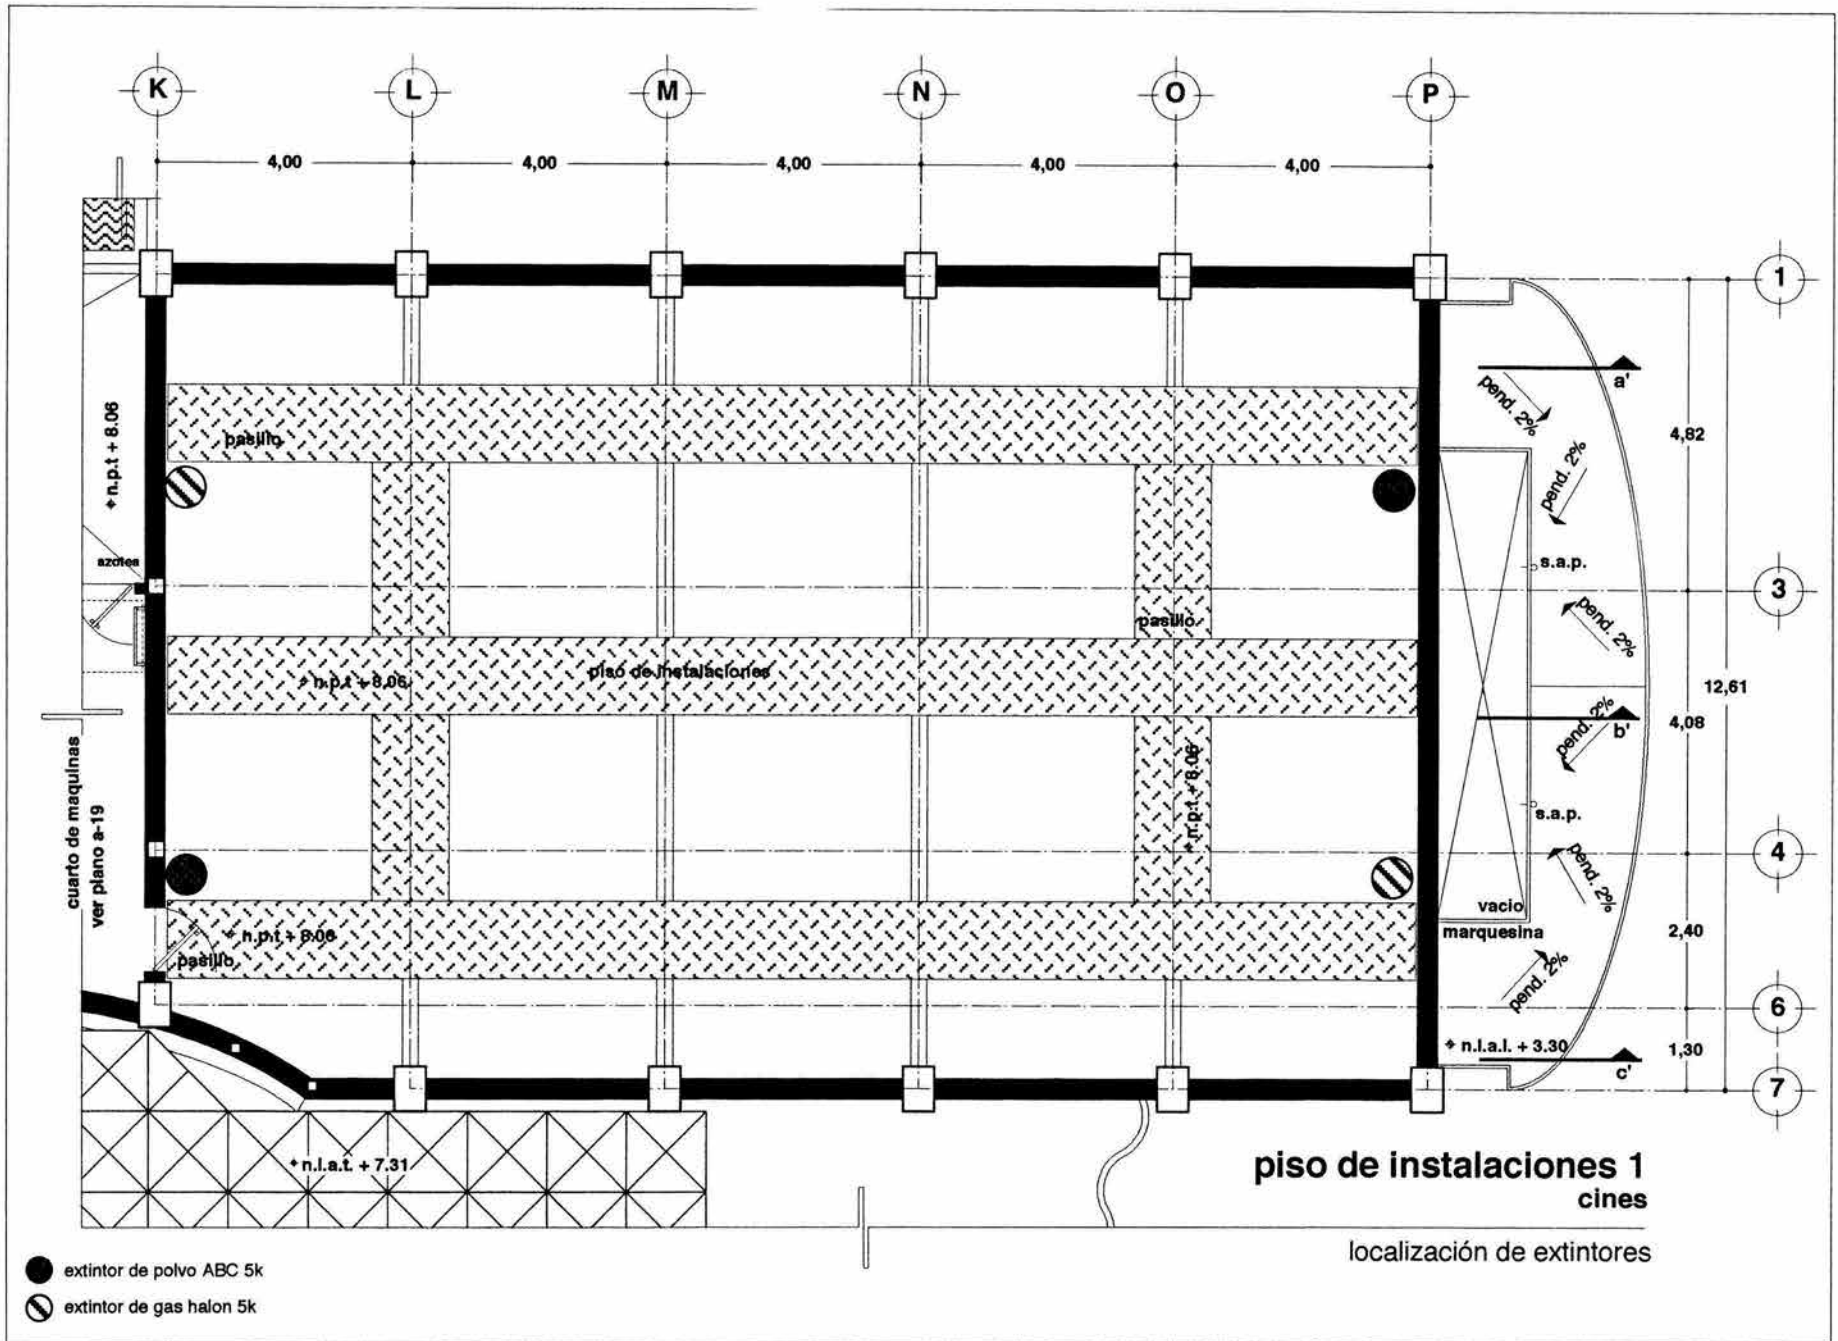 K L M N O P
4,00 4,00 4,00 4,00 4,00
1
a'
pend. 2%
4,82
n.p.t + 8.06
pasillo
pend. 2%
azotea
s.a.p.
3
pasillo
pend. 2%
piso de instalaciones
n.p.t + 8.06
12,61
pend. 2%
4,08
b'
cuarto de maquinas
ver plano a-19
n.p.t + 8.06
s.a.p.
4
pend. 2%
vacio
marquesina
2,40
n.p.t + 8.06
pasillo
pend. 2%
6
n.l.a.l. + 3.30
1,30
c'
7
n.l.a.t. + 7.31
piso de instalaciones 1
cines
localización de extintores
extintor de polvo ABC 5k
extintor de gas halon 5k